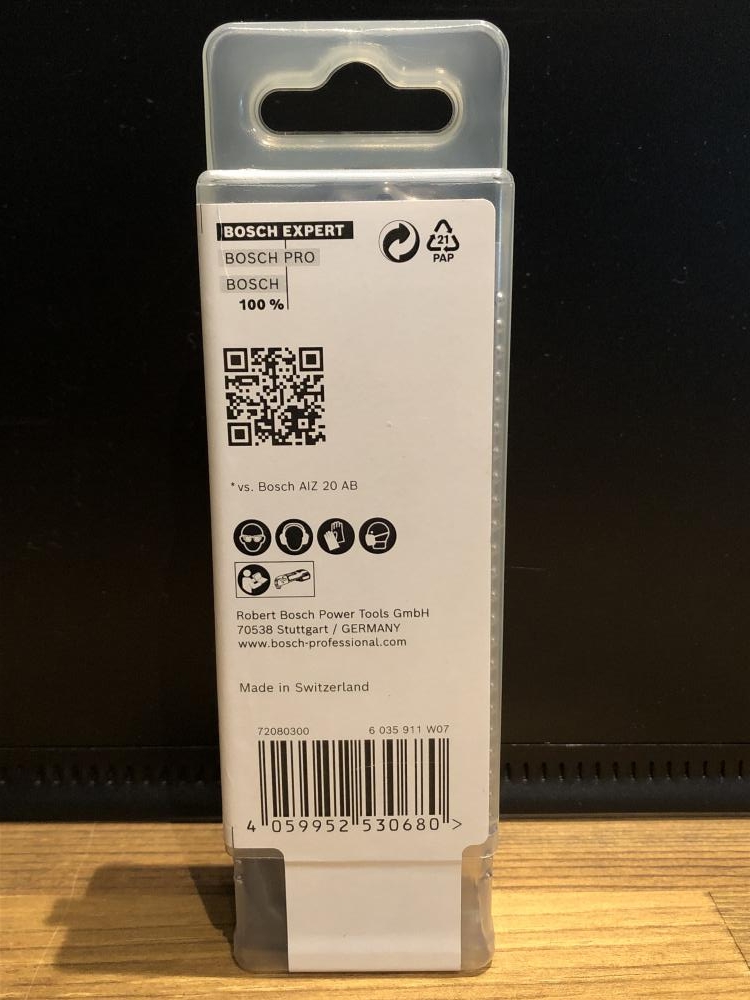 BOSCH EXPERT
BOSCH PRO
BOSCH
100 %
21
PAP
* vs. Bosch AIZ 20 AB
Robert Bosch Power Tools GmbH
70538 Stuttgart / GERMANY
www.bosch-professional.com
Made in Switzerland
72080300 6 035 911 W07
4 059952 530680 >